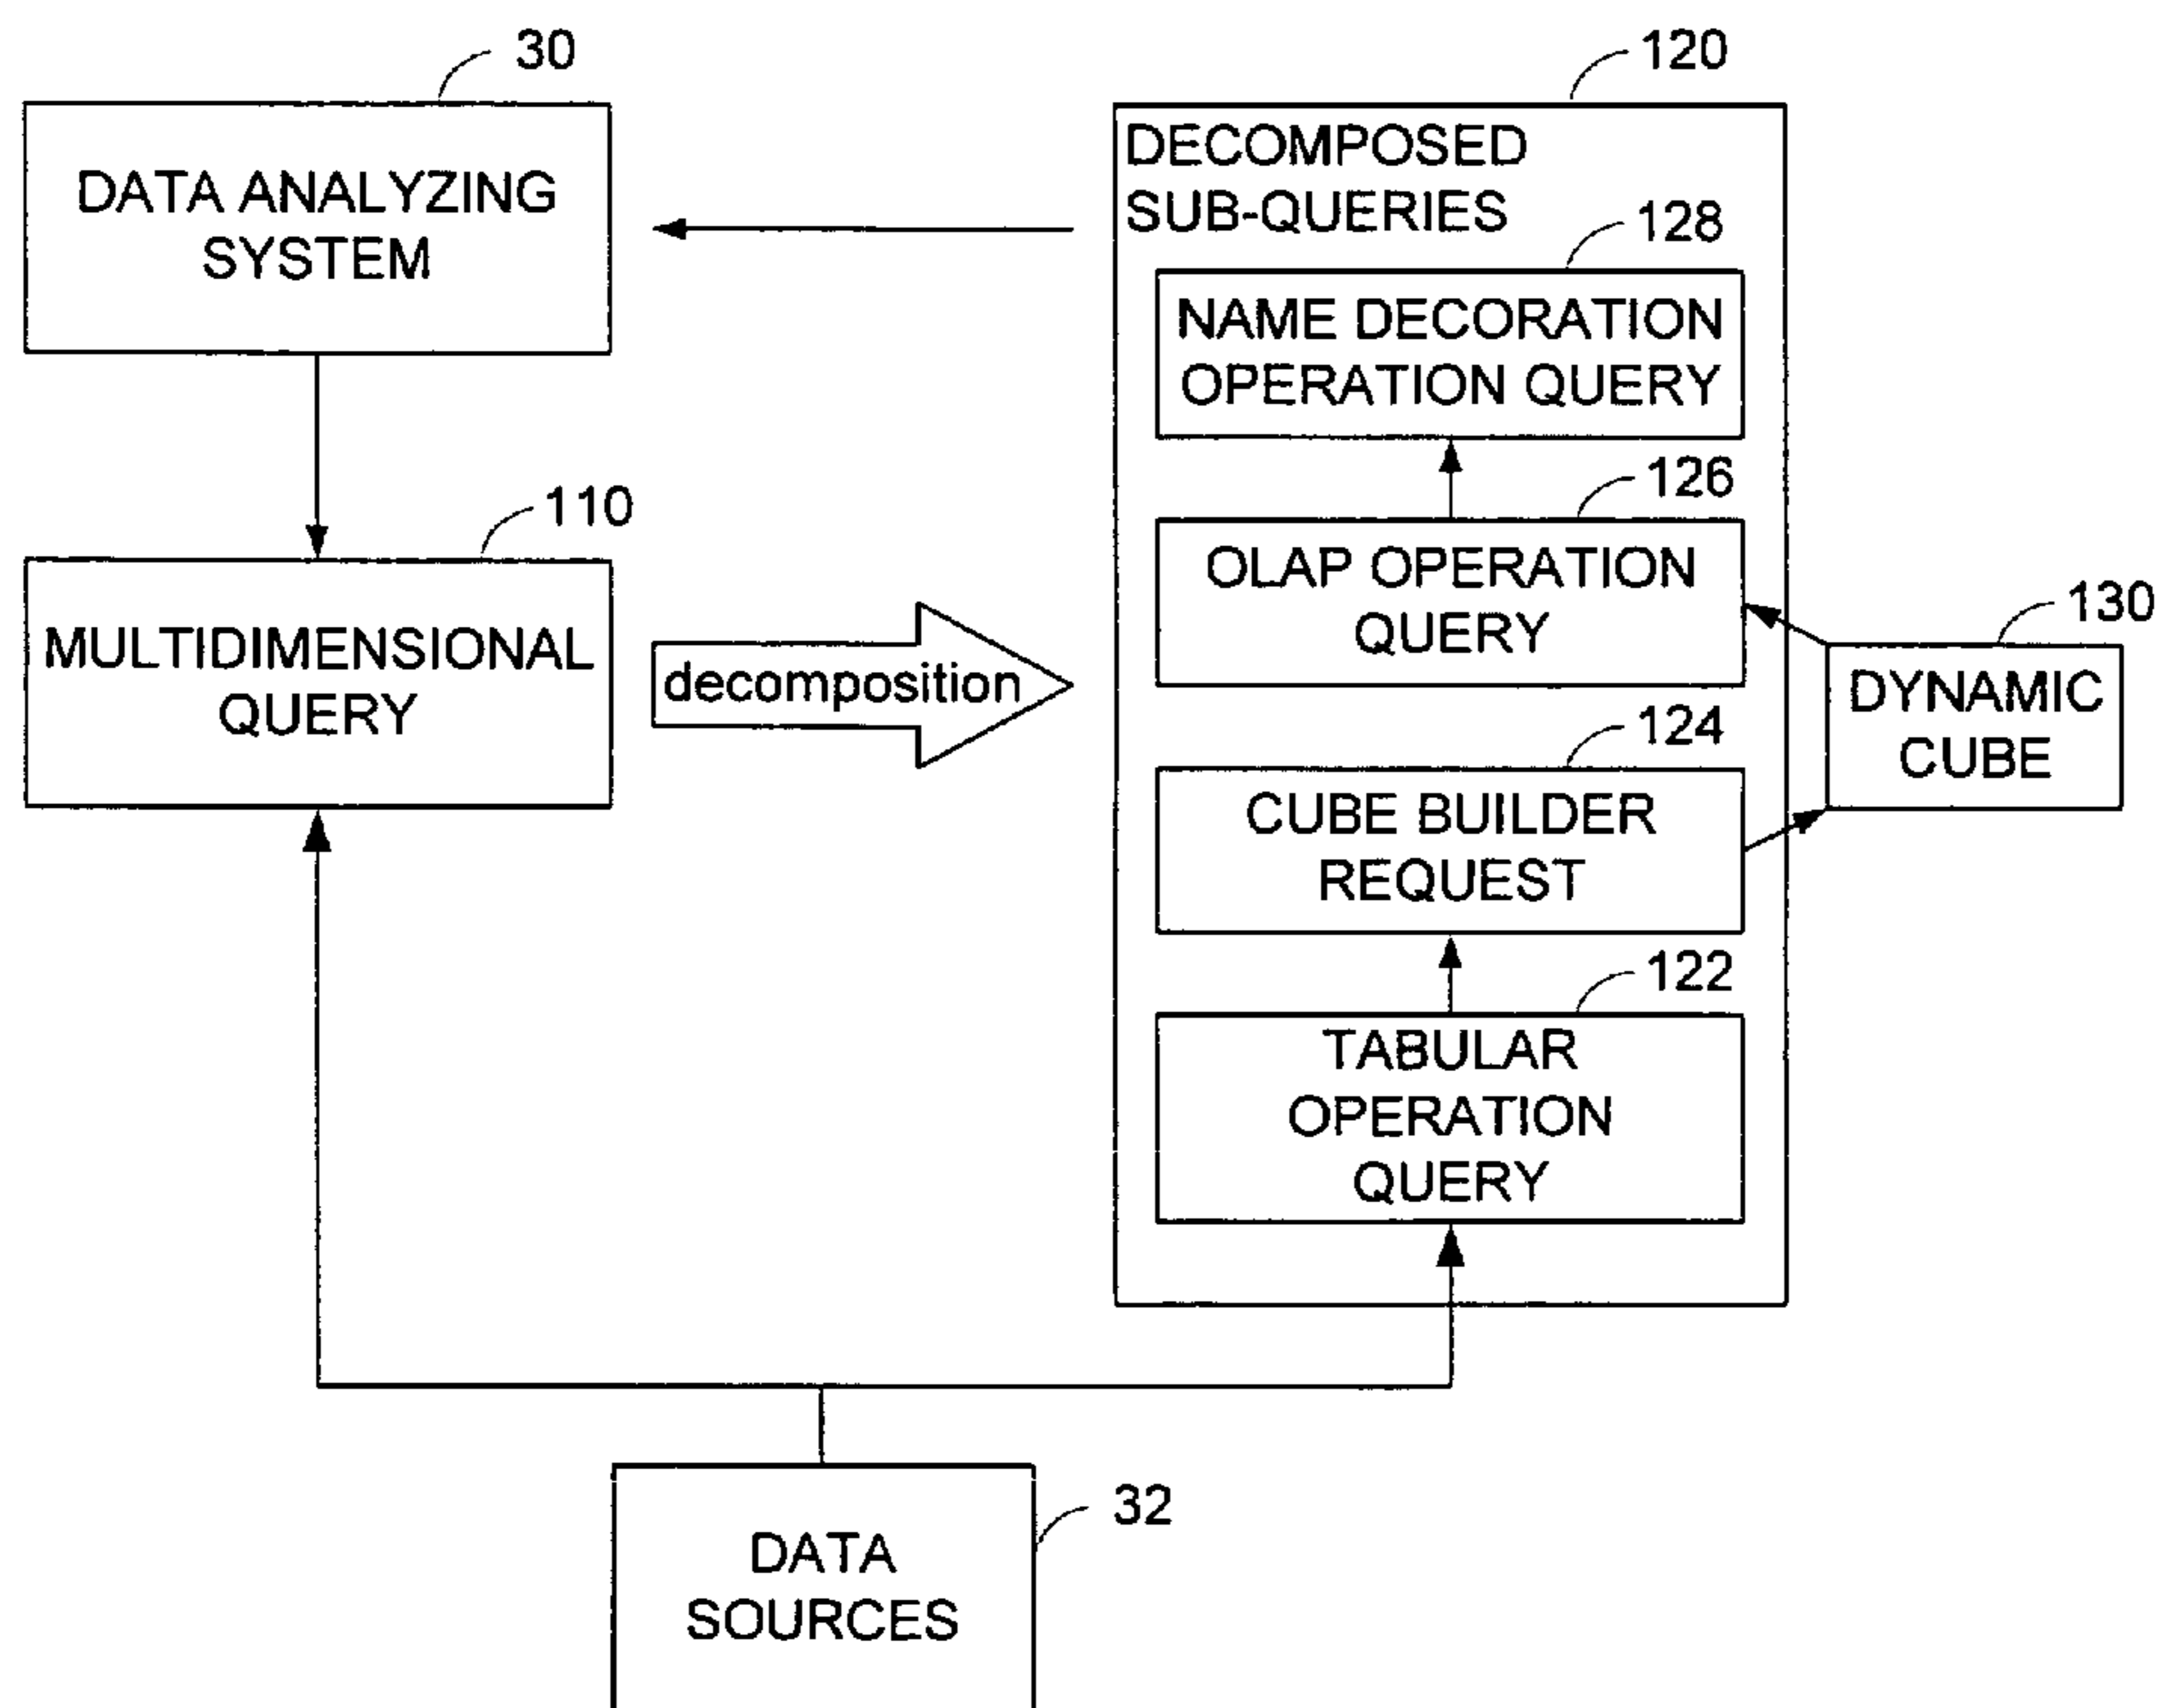 30
DATA ANALYZING
SYSTEM
110
MULTIDIMENSIONAL
QUERY
decomposition
120
DECOMPOSED
SUB-QUERIES
128
NAME DECORATION
OPERATION QUERY
126
OLAP OPERATION
QUERY
130
DYNAMIC
CUBE
124
CUBE BUILDER
REQUEST
122
TABULAR
OPERATION
QUERY
32
DATA
SOURCES